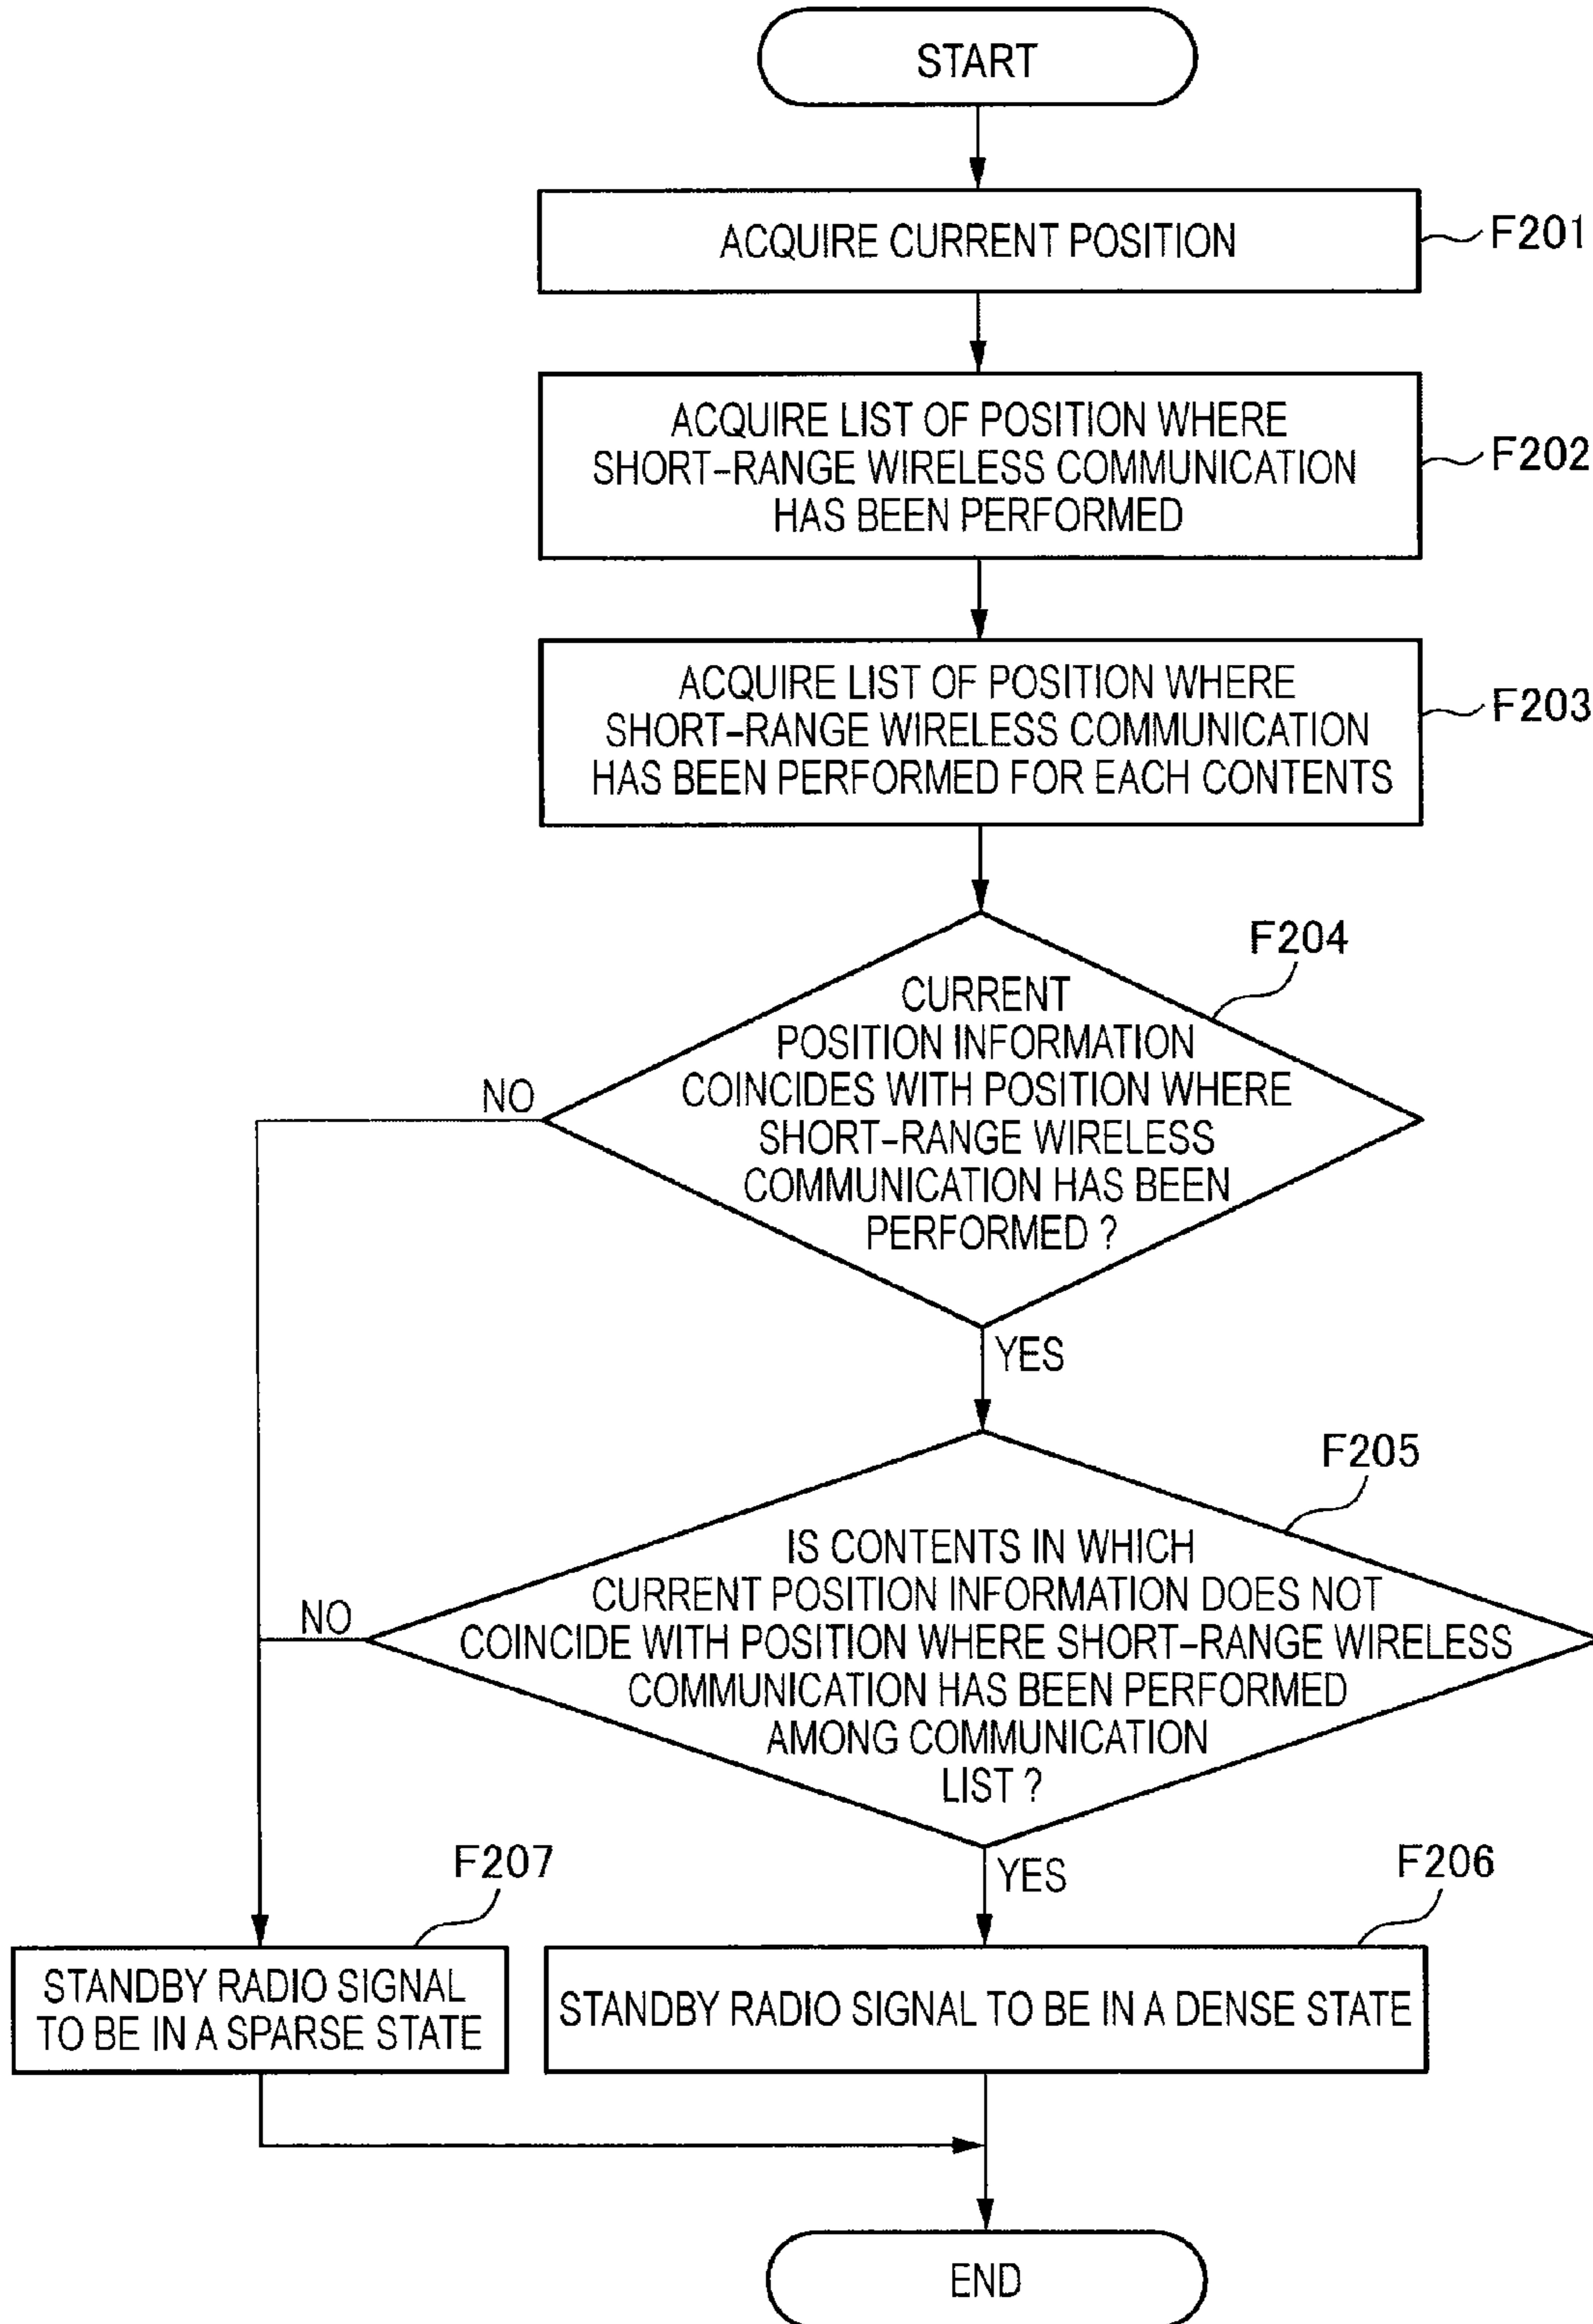 START
ACQUIRE CURRENT POSITION
F201
ACQUIRE LIST OF POSITION WHERE
SHORT-RANGE WIRELESS COMMUNICATION
HAS BEEN PERFORMED
F202
ACQUIRE LIST OF POSITION WHERE
SHORT-RANGE WIRELESS COMMUNICATION
HAS BEEN PERFORMED FOR EACH CONTENTS
F203
F204
CURRENT
POSITION INFORMATION
COINCIDES WITH POSITION WHERE
SHORT-RANGE WIRELESS
COMMUNICATION HAS BEEN
PERFORMED ?
NO
YES
F205
IS CONTENTS IN WHICH
CURRENT POSITION INFORMATION DOES NOT
COINCIDE WITH POSITION WHERE SHORT-RANGE WIRELESS
COMMUNICATION HAS BEEN PERFORMED
AMONG COMMUNICATION
LIST ?
NO
YES
F207
STANDBY RADIO SIGNAL
TO BE IN A SPARSE STATE
F206
STANDBY RADIO SIGNAL TO BE IN A DENSE STATE
END